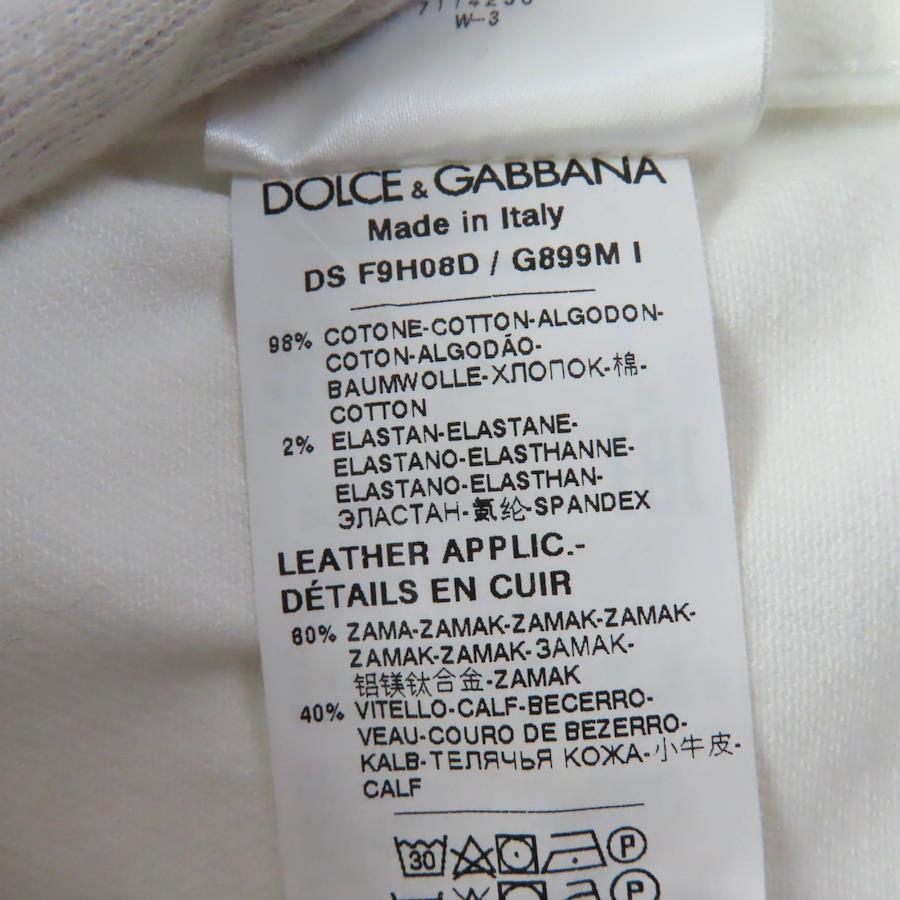 W-3
DOLCE & GABBANA
Made in Italy
DS F9H08D / G899M I
98% COTONE-COTTON-ALGODON-
COTON-ALGODÃO-
BAUMWOLLE-ХЛОПОК-棉-
COTTON
2% ELASTAN-ELASTANE-
ELASTANO-ELASTHANNE-
ELASTANO-ELASTHAN-
ЭЛАСТАН-氨纶-SPANDEX
LEATHER APPLIC.-
DÉTAILS EN CUIR
60% ZAMA-ZAMAK-ZAMAK-ZAMAK-
ZAMAK-ZAMAK-ЗАМАК-
铝镁钛合金-ZAMAK
40% VITELLO-CALF-BECERRO-
VEAU-COURO DE BEZERRO-
KALB-ТЕЛЯЧЬЯ КОЖА-小牛皮-
CALF
30 P
P